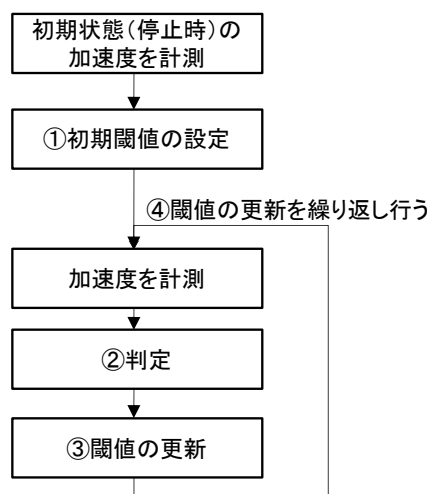 初期状態（停止時）の
加速度を計測
①初期閾値の設定
④閾値の更新を繰り返し行う
加速度を計測
②判定
③閾値の更新